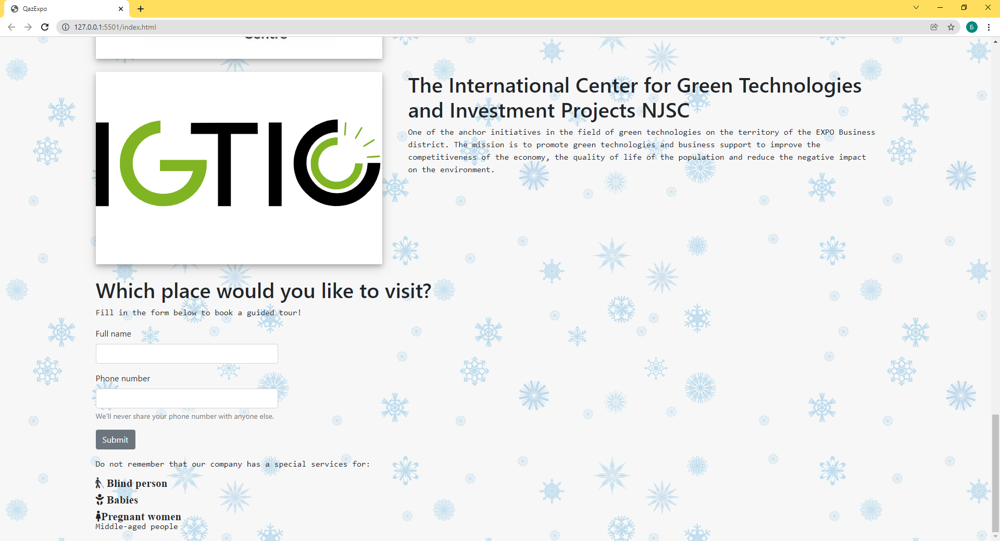 QazExpo
127.0.0.1:5501/index.html
Б
Centre
IGTIC
The International Center for Green Technologies
and Investment Projects NJSC
One of the anchor initiatives in the field of green technologies on the territory of the EXPO Business
district. The mission is to promote green technologies and business support to improve the
competitiveness of the economy, the quality of life of the population and reduce the negative impact
on the environment.
Which place would you like to visit?
Fill in the form below to book a guided tour!
Full name
Phone number
We'll never share your phone number with anyone else.
Submit
Do not remember that our company has a special services for:
Blind person
Babies
Pregnant women
Middle-aged people